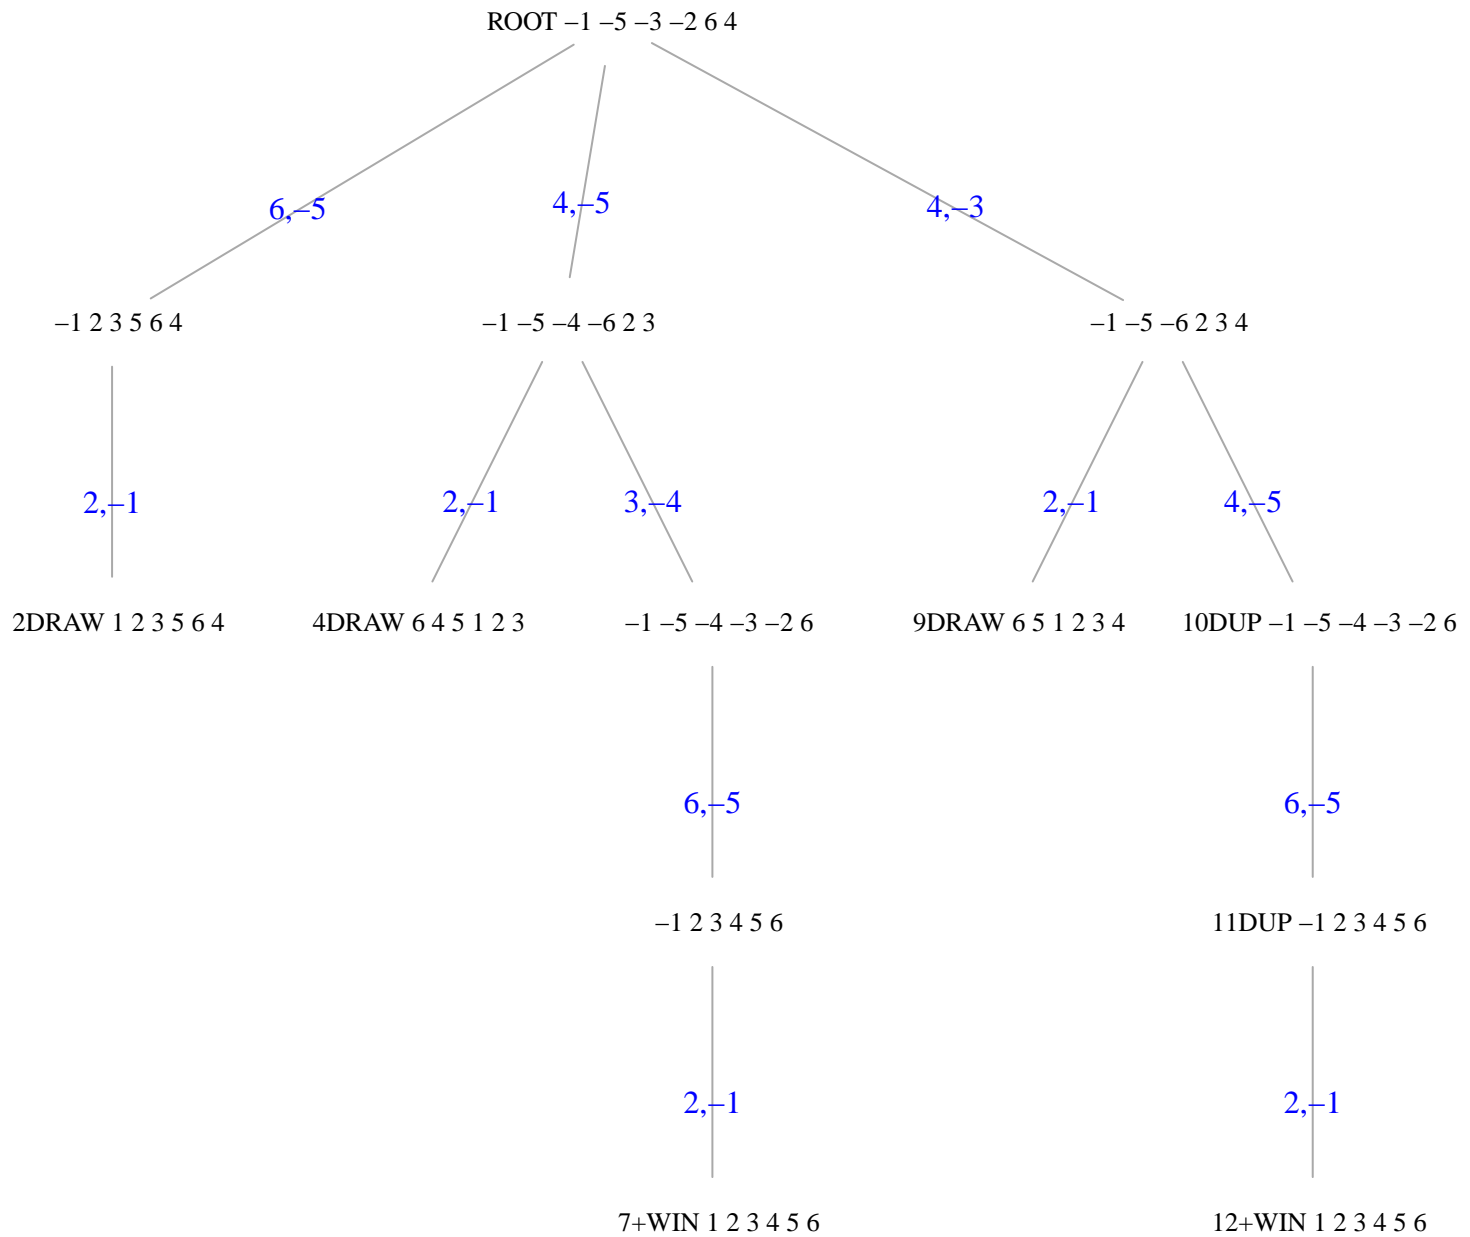 ROOT –1 –5 –3 –2 6 4
6,–5
4,–5
4,–3
–1 2 3 5 6 4
–1 –5 –4 –6 2 3
–1 –5 –6 2 3 4
2,–1
2,–1
3,–4
2,–1
4,–5
2DRAW 1 2 3 5 6 4
4DRAW 6 4 5 1 2 3
–1 –5 –4 –3 –2 6
9DRAW 6 5 1 2 3 4
10DUP –1 –5 –4 –3 –2 6
6,–5
6,–5
–1 2 3 4 5 6
11DUP –1 2 3 4 5 6
2,–1
2,–1
7+WIN 1 2 3 4 5 6
12+WIN 1 2 3 4 5 6